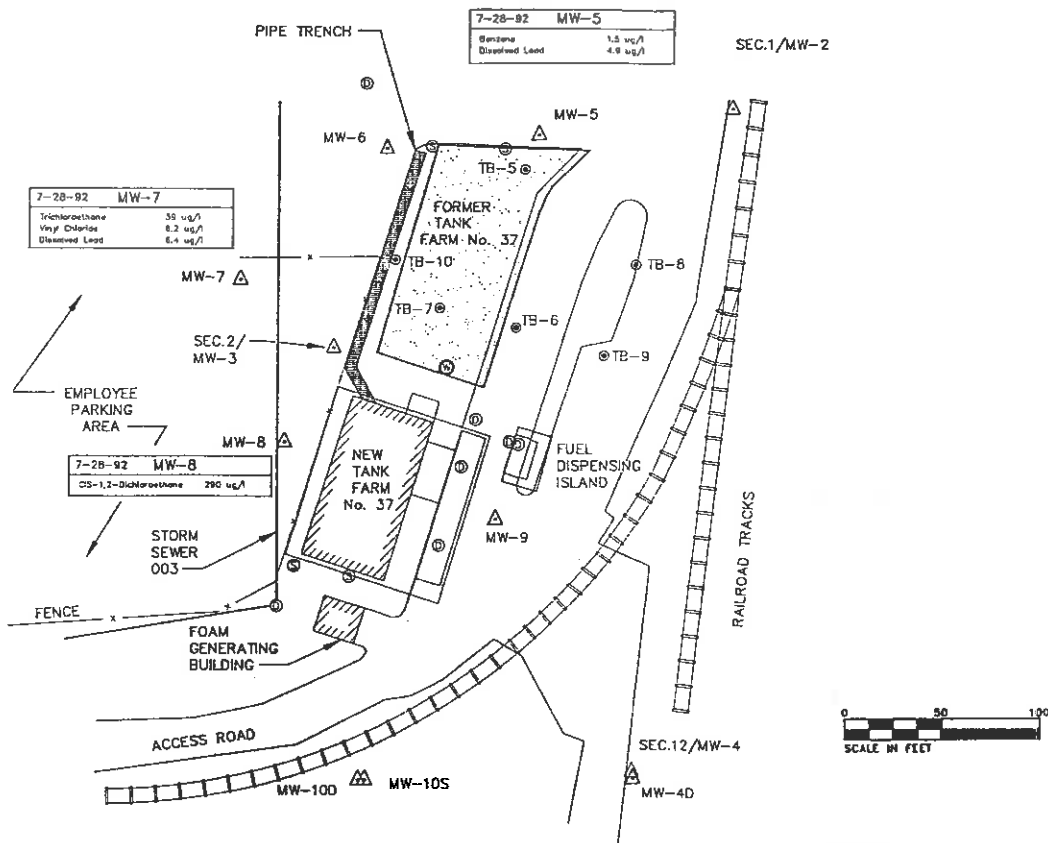 7-28-92 MW-5
Benzene 1.5 ug/l
Dissolved Lead 4.9 ug/l
PIPE TRENCH
SEC.1/MW-2
D
MW-6
MW-5
S
TB-5
7-28-92 MW-7
Trichloroethane 39 ug/l
Vinyl Chloride 8.2 ug/l
Dissolved Lead 6.4 ug/l
FORMER
TANK
FARM No. 37
x
TB-10
TB-8
MW-7
TB-7
TB-6
SEC.2/
MW-3
TB-9
W
EMPLOYEE
PARKING
AREA
D
MW-8
D
D
NEW
TANK
FARM
No. 37
FUEL
DISPENSING
ISLAND
7-28-92 MW-8
CIS-1,2-Dichloroethane 290 ug/l
D
MW-9
STORM
SEWER
003
D
S
S
RAILROAD TRACKS
FENCE
x
D
FOAM
GENERATING
BUILDING
ACCESS ROAD
0 50 100
SCALE IN FEET
SEC.12/MW-4
MW-10D
MW-10S
MW-4D